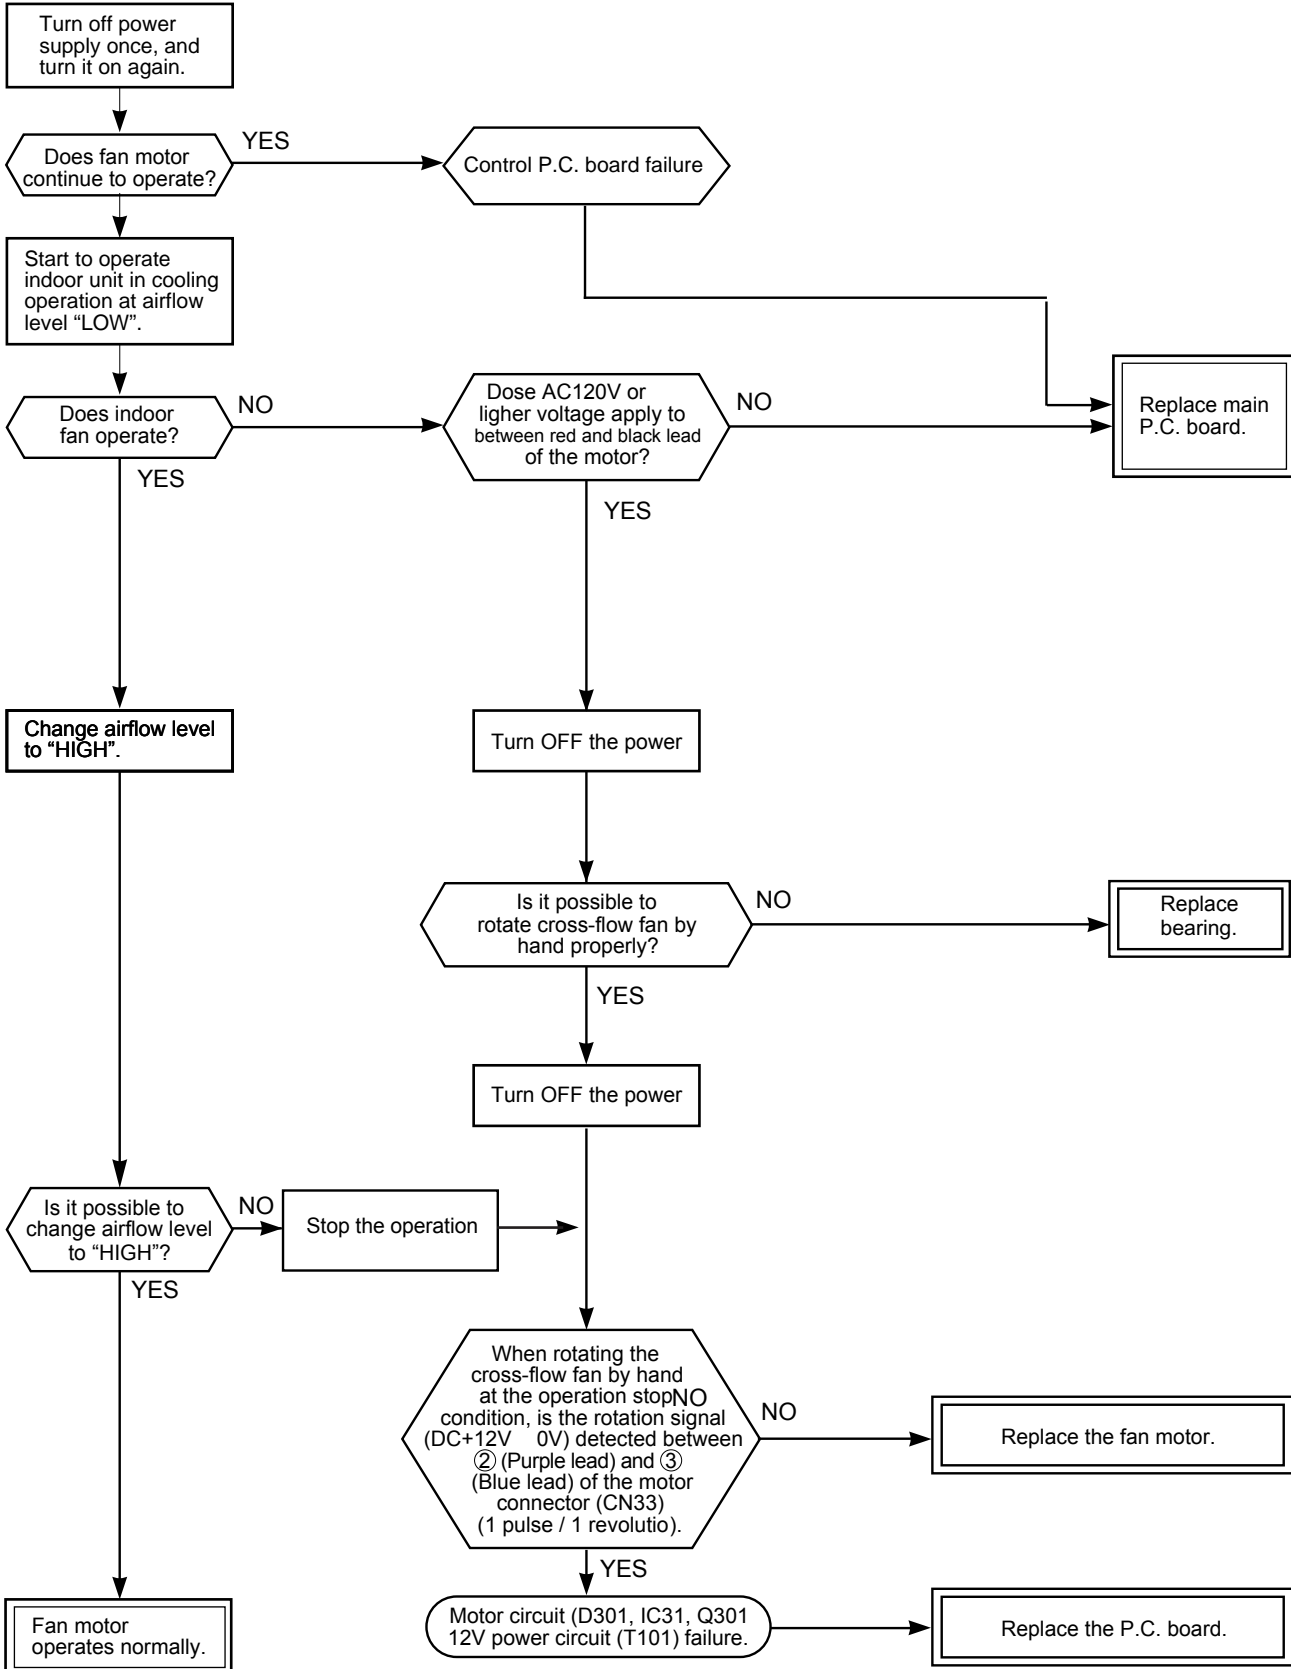 Turn off power
supply once, and
turn it on again.
Does fan motor
continue to operate?
YES
Control P.C. board failure
Start to operate
indoor unit in cooling
operation at airflow
level “LOW”.
Does indoor
fan operate?
NO
Dose AC120V or
ligher voltage apply to
between red and black lead
of the motor?
NO
Replace main
P.C. board.
YES
YES
Change airflow level
to “HIGH”.
Turn OFF the power
Is it possible to
rotate cross-flow fan by
hand properly?
NO
Replace
bearing.
YES
Turn OFF the power
Is it possible to
change airflow level
to “HIGH”?
NO
Stop the operation
YES
When rotating the
cross-flow fan by hand
at the operation stopNO
condition, is the rotation signal
(DC+12V 0V) detected between
② (Purple lead) and ③
(Blue lead) of the motor
connector (CN33)
(1 pulse / 1 revolutio).
NO
Replace the fan motor.
YES
Fan motor
operates normally.
Motor circuit (D301, IC31, Q301
12V power circuit (T101) failure.
Replace the P.C. board.